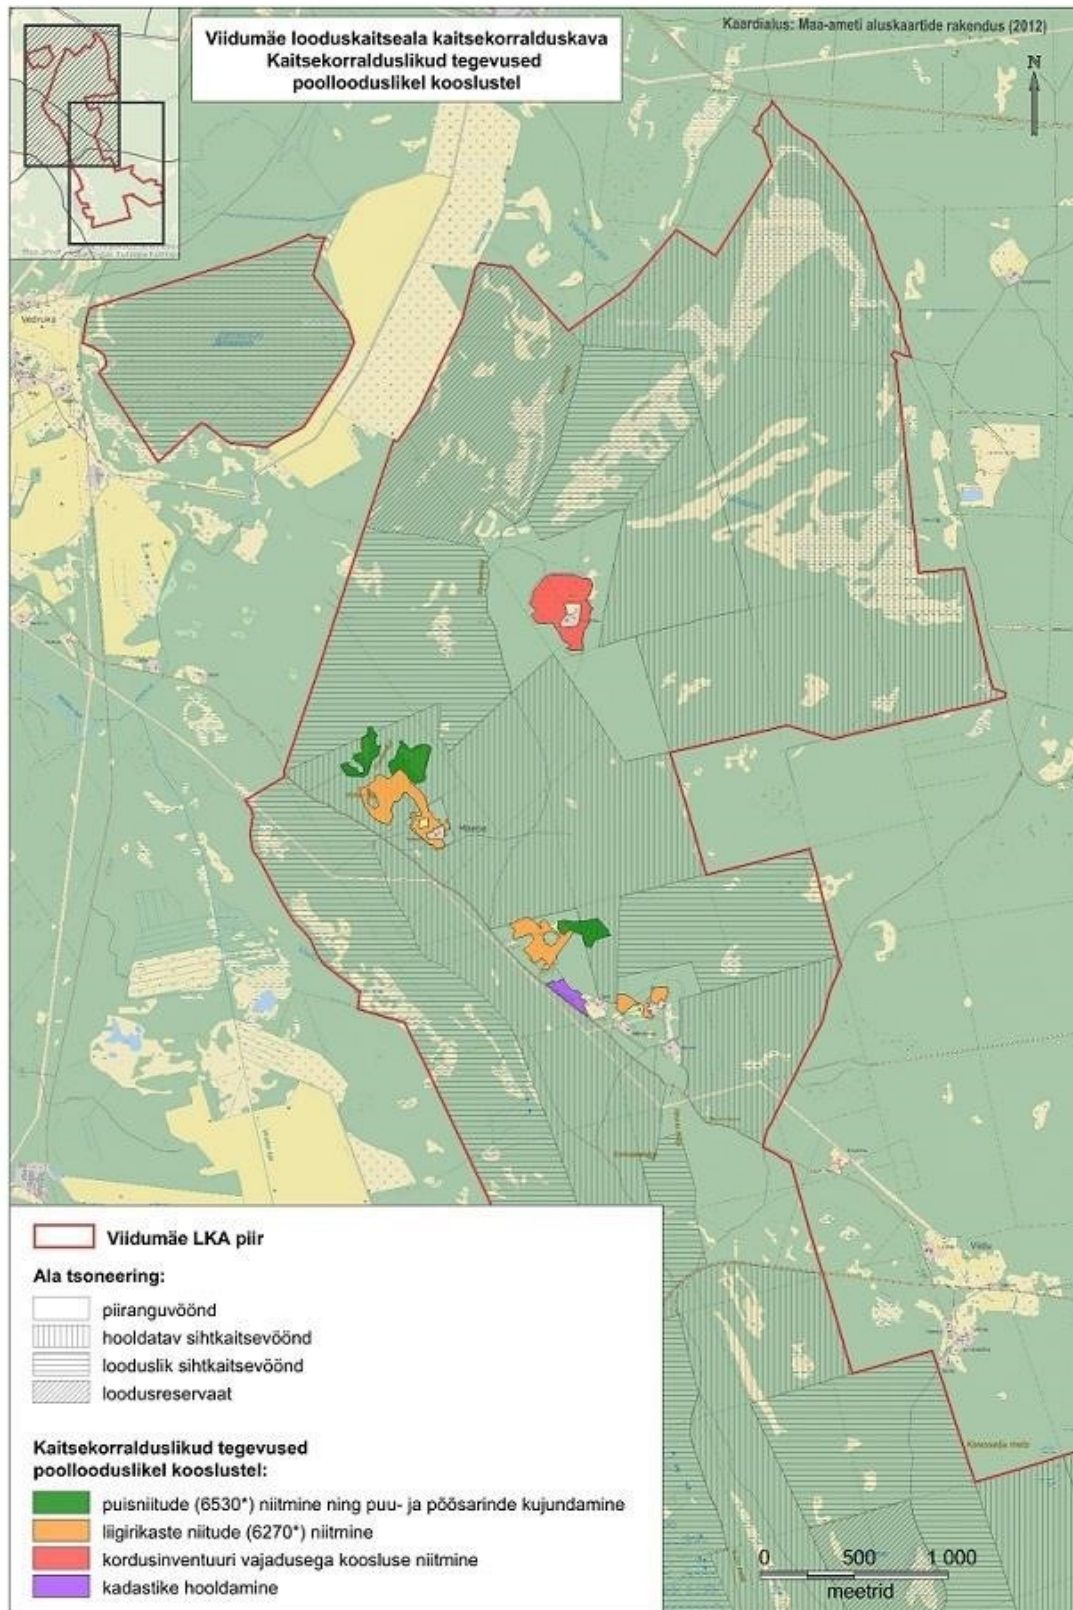 Viidumäe looduskaitseala kaitsekorralduskava
Kaitsekorralduslikud tegevused
poollooduslikel kooslustel
Kaardialus: Maa-ameti aluskaartide rakendus (2012)
N
Vedruka
Viidu
Viidumäe LKA piir
Ala tsoneering:
piiranguvöönd
hooldatav sihtkaitsevöönd
looduslik sihtkaitsevöönd
loodusreservaat
Kaitsekorralduslikud tegevused
poollooduslikel kooslustel:
puisniitude (6530*) niitmine ning puu- ja põõsarinde kujundamine
liigirikaste niitude (6270*) niitmine
kordusinventuuri vajadusega koosluse niitmine
kadastike hooldamine
0 500 1 000
meetrid